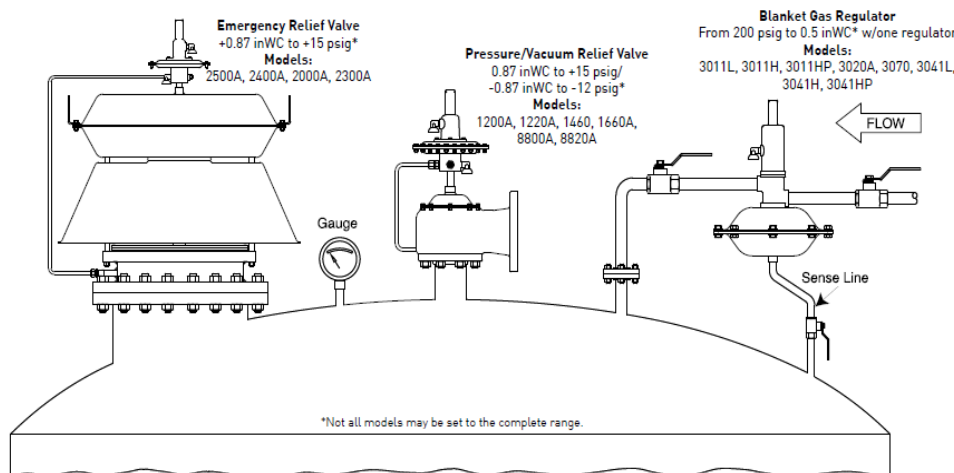 Emergency Relief Valve
+0.87 inWC to +15 psig*
Models:
2500A, 2400A, 2000A, 2300A
Pressure/Vacuum Relief Valve
0.87 inWC to +15 psig/
-0.87 inWC to -12 psig*
Models:
1200A, 1220A, 1460, 1660A,
8800A, 8820A
Blanket Gas Regulator
From 200 psig to 0.5 inWC* w/one regulator
Models:
3011L, 3011H, 3011HP, 3020A, 3070, 3041L,
3041H, 3041HP
FLOW
Gauge
Sense Line
*Not all models may be set to the complete range.